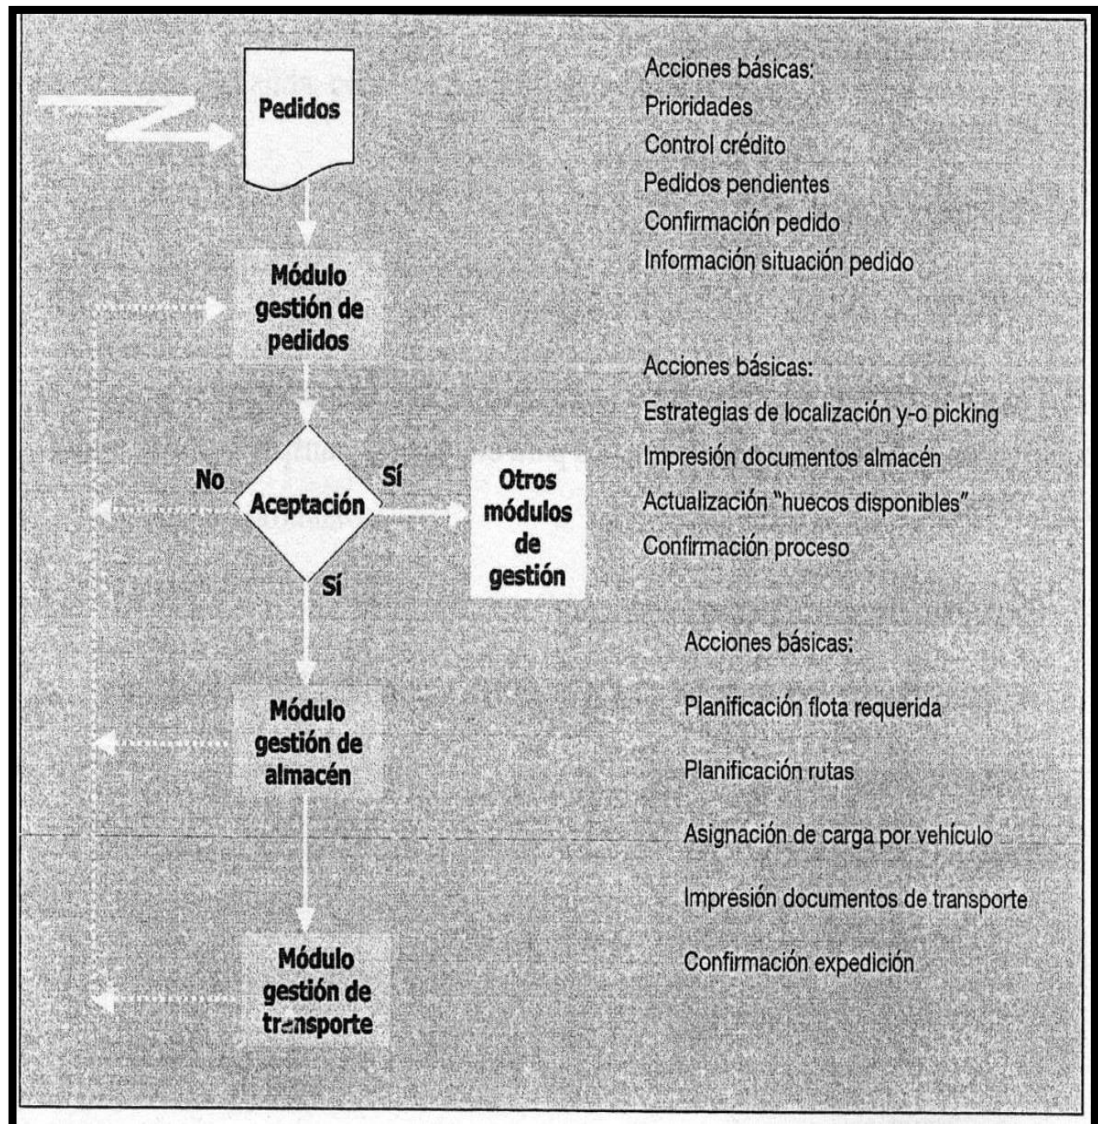 Pedidos
Módulo
gestión de
pedidos
No
Aceptación
Sí
Sí
Otros
módulos
de
gestión
Módulo
gestión de
almacén
Módulo
gestión de
transporte
Acciones básicas:
Prioridades
Control crédito
Pedidos pendientes
Confirmación pedido
Información situación pedido
Acciones básicas:
Estrategias de localización y-o picking
Impresión documentos almacén
Actualización “huecos disponibles”
Confirmación proceso
Acciones básicas:
Planificación flota requerida
Planificación rutas
Asignación de carga por vehículo
Impresión documentos de transporte
Confirmación expedición